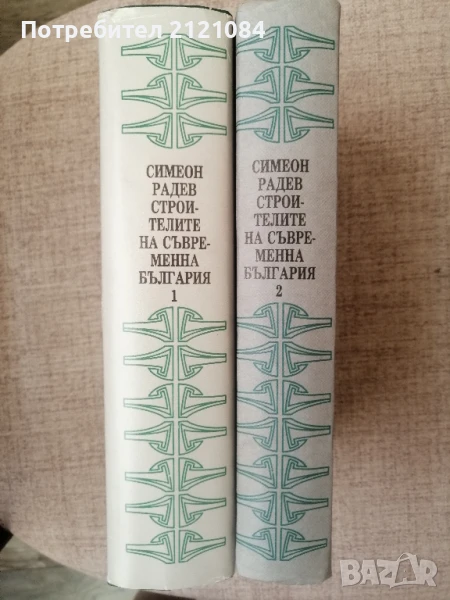 Потребител 2121084
СИМЕОН
РАДЕВ
СТРОИ-
ТЕЛИТЕ
НА СЪВРЕ-
МЕННА
БЪЛГАРИЯ
1
СИМЕОН
РАДЕВ
СТРОИ-
ТЕЛИТЕ
НА СЪВРЕ-
МЕННА
БЪЛГАРИЯ
2
BAZAR